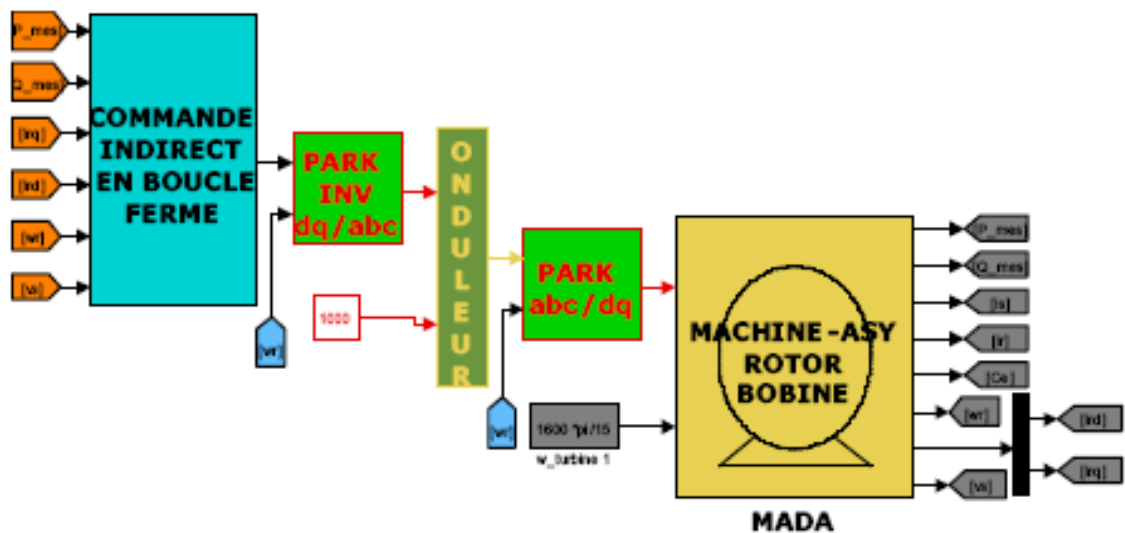 [P_mes]
[Q_mes]
[Irq]
[Ird]
[wr]
[Vs]
COMMANDE
INDIRECT
EN BOUCLE
FERME
[wr]
PARK
INV
dq/abc
1000
ONDULEUR
PARK
abc/dq
[wr]
1600 *pi/15
w_turbine 1
MACHINE-ASY
ROTOR
BOBINE
MADA
[P_mes]
[Q_mes]
[Is]
[Ir]
[Ce]
[wr]
[Vs]
[Ird]
[Irq]